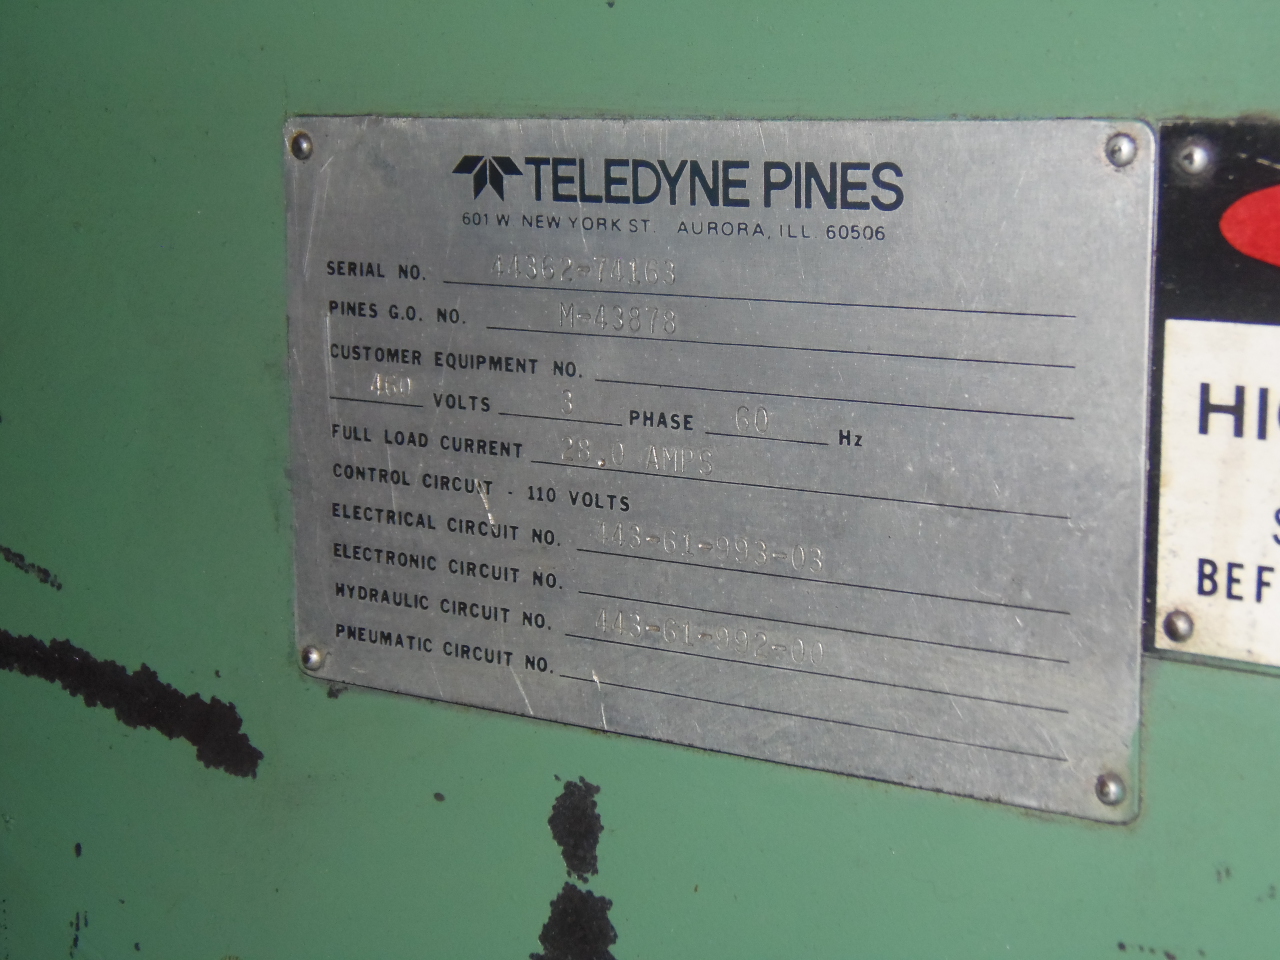 TELEDYNE PINES
601 W NEW YORK ST. AURORA, ILL. 60506
SERIAL NO. 44362-74163
PINES G.O. NO. M-43878
CUSTOMER EQUIPMENT NO.
460 VOLTS 3 PHASE 60 Hz
FULL LOAD CURRENT 28.0 AMPS
CONTROL CIRCUIT - 110 VOLTS
ELECTRICAL CIRCUIT NO. 443-61-993-03
ELECTRONIC CIRCUIT NO.
HYDRAULIC CIRCUIT NO. 443-61-992-00
PNEUMATIC CIRCUIT NO.
HI
S
BEF